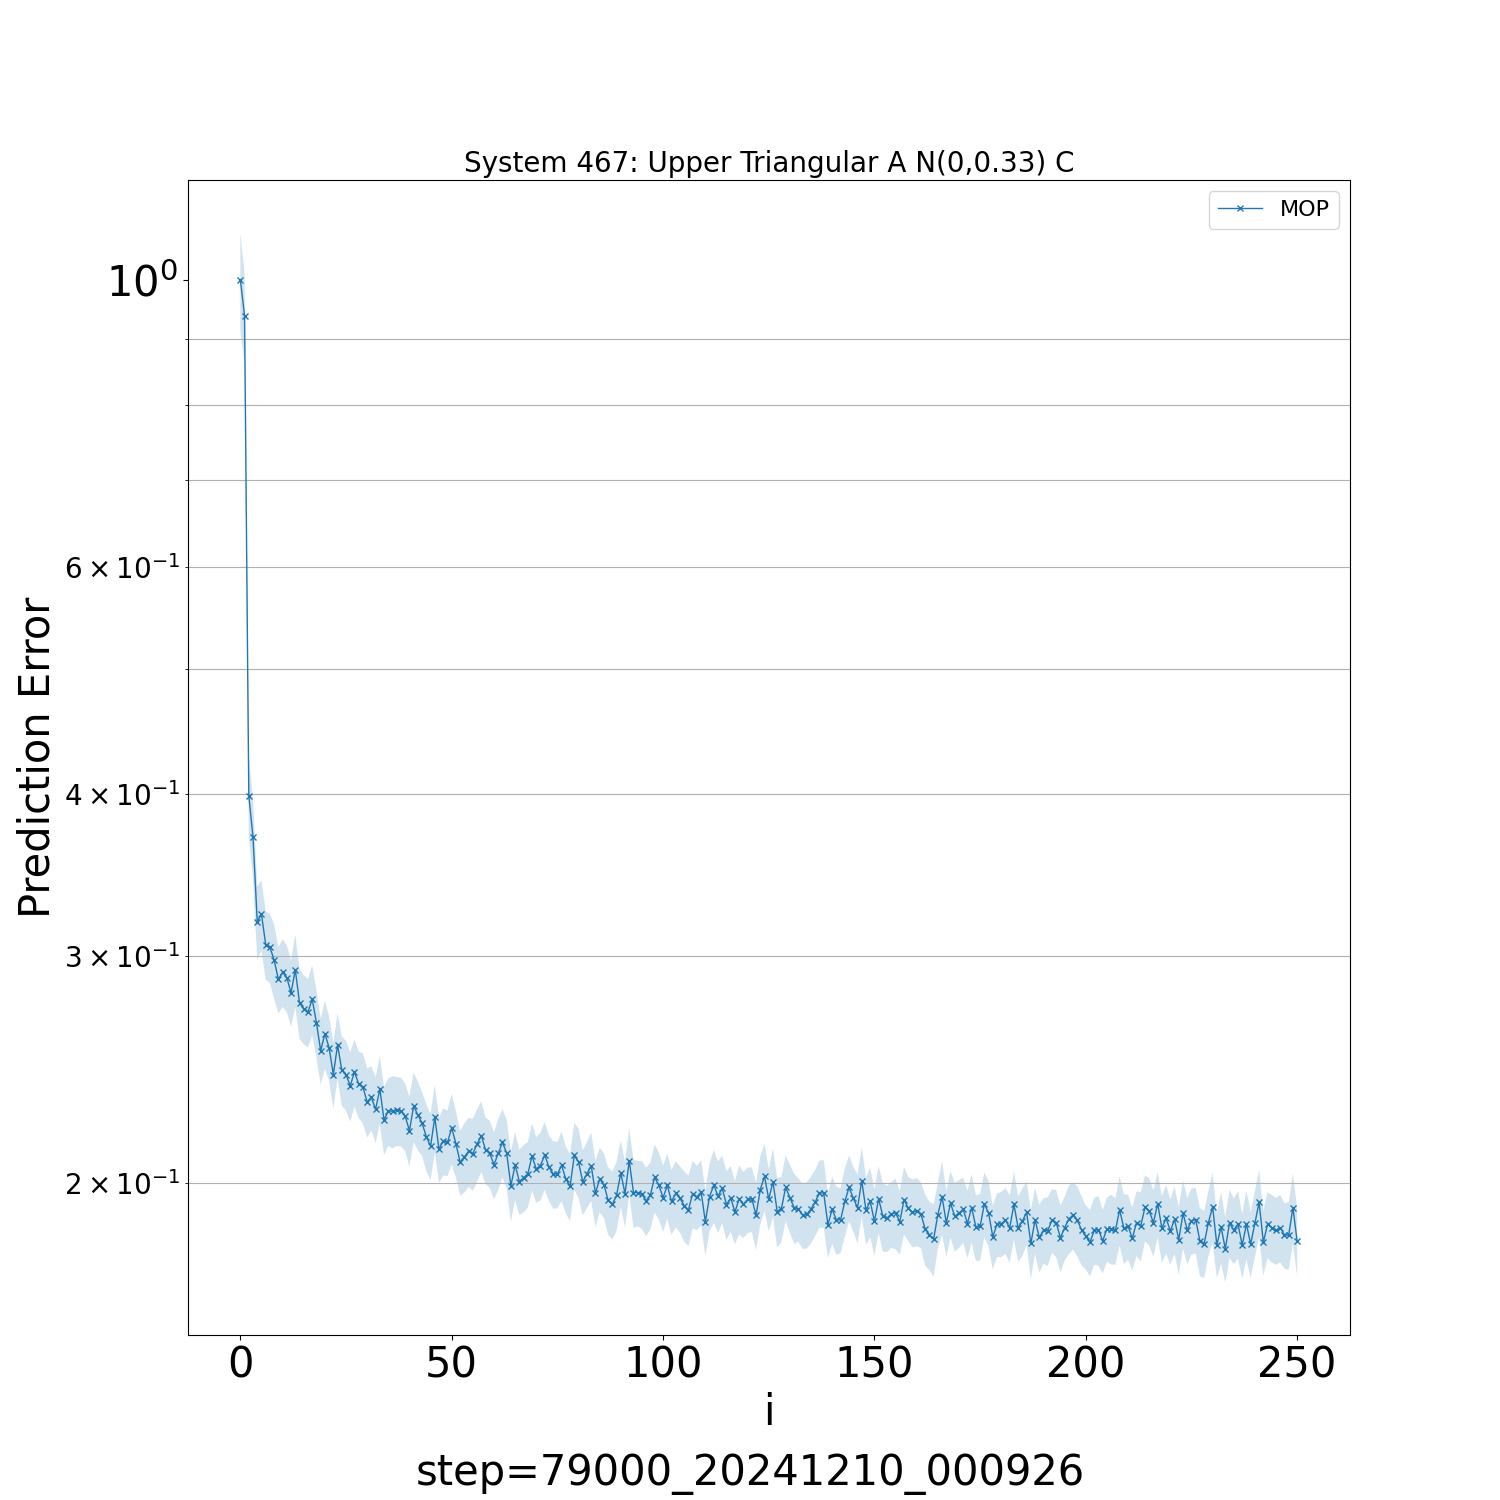 System 467: Upper Triangular A N(0,0.33) C
MOP
10⁰
6 × 10⁻¹
4 × 10⁻¹
3 × 10⁻¹
2 × 10⁻¹
Prediction Error
0 50 100 150 200 250
i
step=79000_20241210_000926